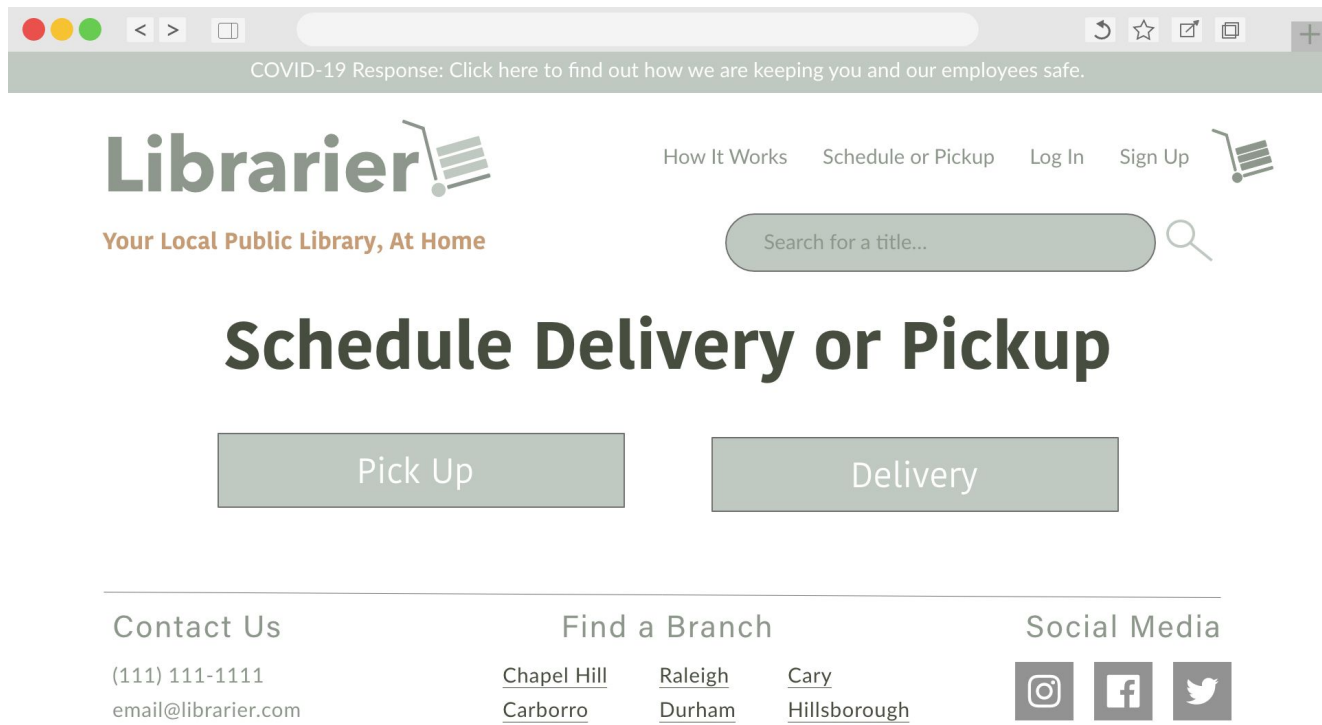 COVID-19 Response: Click here to find out how we are keeping you and our employees safe.
Librarier
How It Works Schedule or Pickup Log In Sign Up
Your Local Public Library, At Home
Search for a title...
Schedule Delivery or Pickup
Pick Up
Delivery
Contact Us
(111) 111-1111
email@librarier.com
Find a Branch
Chapel Hill Raleigh Cary
Carborro Durham Hillsborough
Social Media